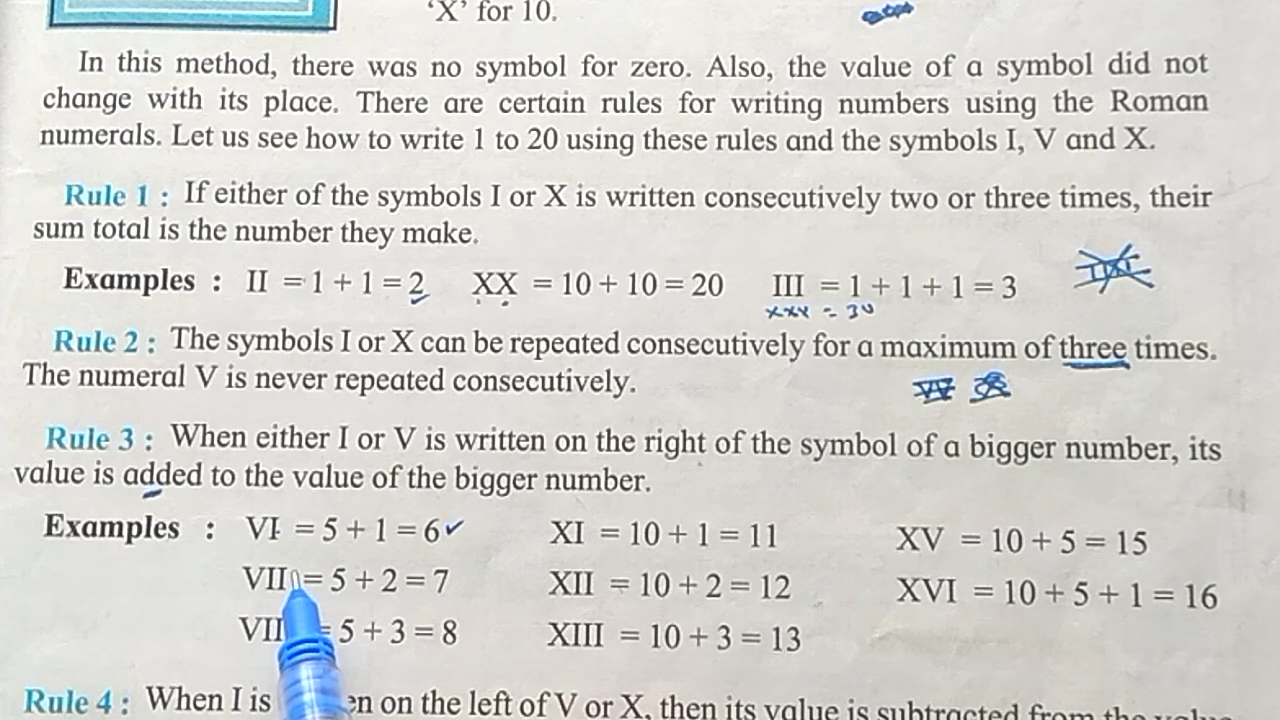 'X' for 10.
In this method, there was no symbol for zero. Also, the value of a symbol did not
change with its place. There are certain rules for writing numbers using the Roman
numerals. Let us see how to write 1 to 20 using these rules and the symbols I, V and X.
Rule 1 : If either of the symbols I or X is written consecutively two or three times, their
sum total is the number they make.
Examples : II = 1 + 1 = 2 XX = 10 + 10 = 20 III = 1 + 1 + 1 = 3
xxx = 30
Rule 2 : The symbols I or X can be repeated consecutively for a maximum of three times.
The numeral V is never repeated consecutively.
Rule 3 : When either I or V is written on the right of the symbol of a bigger number, its
value is added to the value of the bigger number.
Examples : VI = 5 + 1 = 6 XI = 10 + 1 = 11 XV = 10 + 5 = 15
VII = 5 + 2 = 7 XII = 10 + 2 = 12 XVI = 10 + 5 + 1 = 16
VII = 5 + 3 = 8 XIII = 10 + 3 = 13
Rule 4 : When I is en on the left of V or X, then its value is subtracted from the value